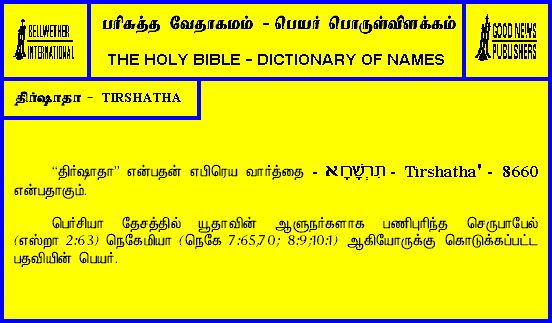 BELLWETHER
INTERNATIONAL
பரிசுத்த வேதாகமம் - பெயர் பொருள்விளக்கம்
THE HOLY BIBLE - DICTIONARY OF NAMES
GOOD NEWS
PUBLISHERS
திர்ஷாதா - TIRSHATHA
“திர்ஷாதா” என்பதன் எபிரெய வார்த்தை - תִּרְשָׁתָא - Tirshatha' - 8660
என்பதாகும்.
பெர்சியா தேசத்தில் யூதாவின் ஆளுநர்களாக பணிபுரிந்த செருபாபேல்
(எஸ்றா 2:63) நெகேமியா (நெகே 7:65,70; 8:9;10:1) ஆகியோருக்கு கொடுக்கப்பட்ட
பதவியின் பெயர்.